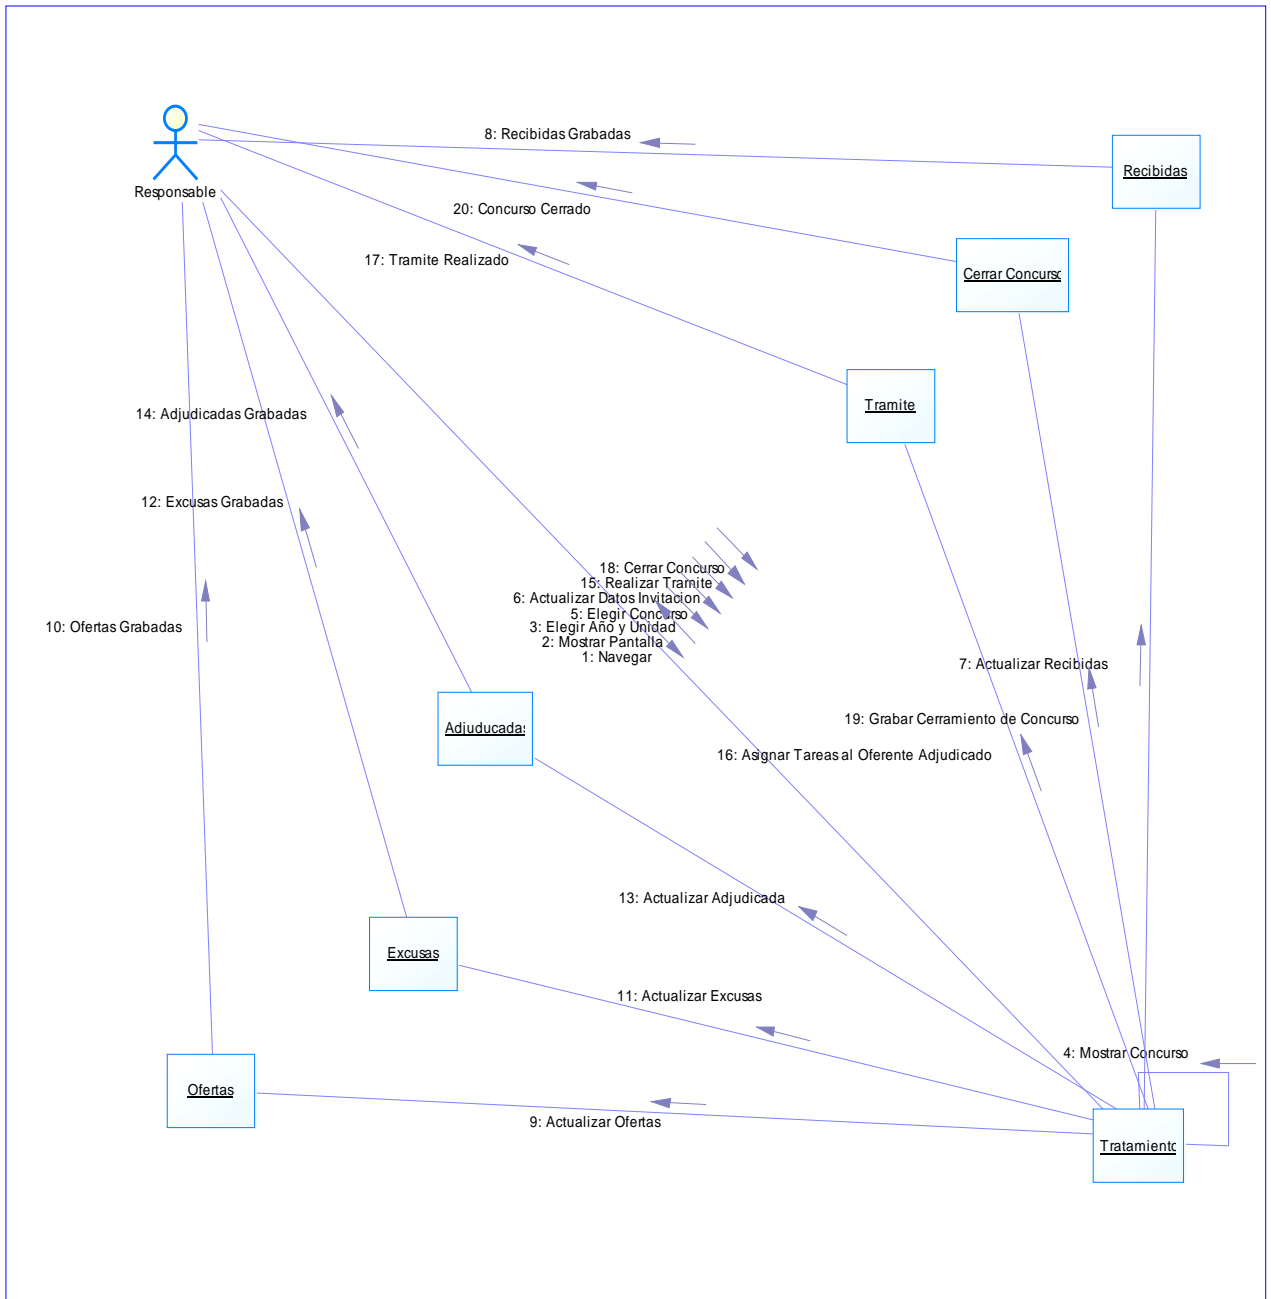 8: Recibidas Grabadas
Recibidas
Responsable
20: Concurso Cerrado
17: Tramite Realizado
Cerrar Concurso
Tramite
14: Adjudicadas Grabadas
12: Excusas Grabadas
18: Cerrar Concurso
15: Realizar Tramite
6: Actualizar Datos Invitacion
5: Elegir Concurso
3: Elegir Año y Unidad
2: Mostrar Pantalla
1: Navegar
10: Ofertas Grabadas
7: Actualizar Recibidas
19: Grabar Cerramiento de Concurso
Adjuducadas
16: Asignar Tareas al Oferente Adjudicado
13: Actualizar Adjudicada
Excusas
11: Actualizar Excusas
4: Mostrar Concurso
Ofertas
9: Actualizar Ofertas
Tratamiento